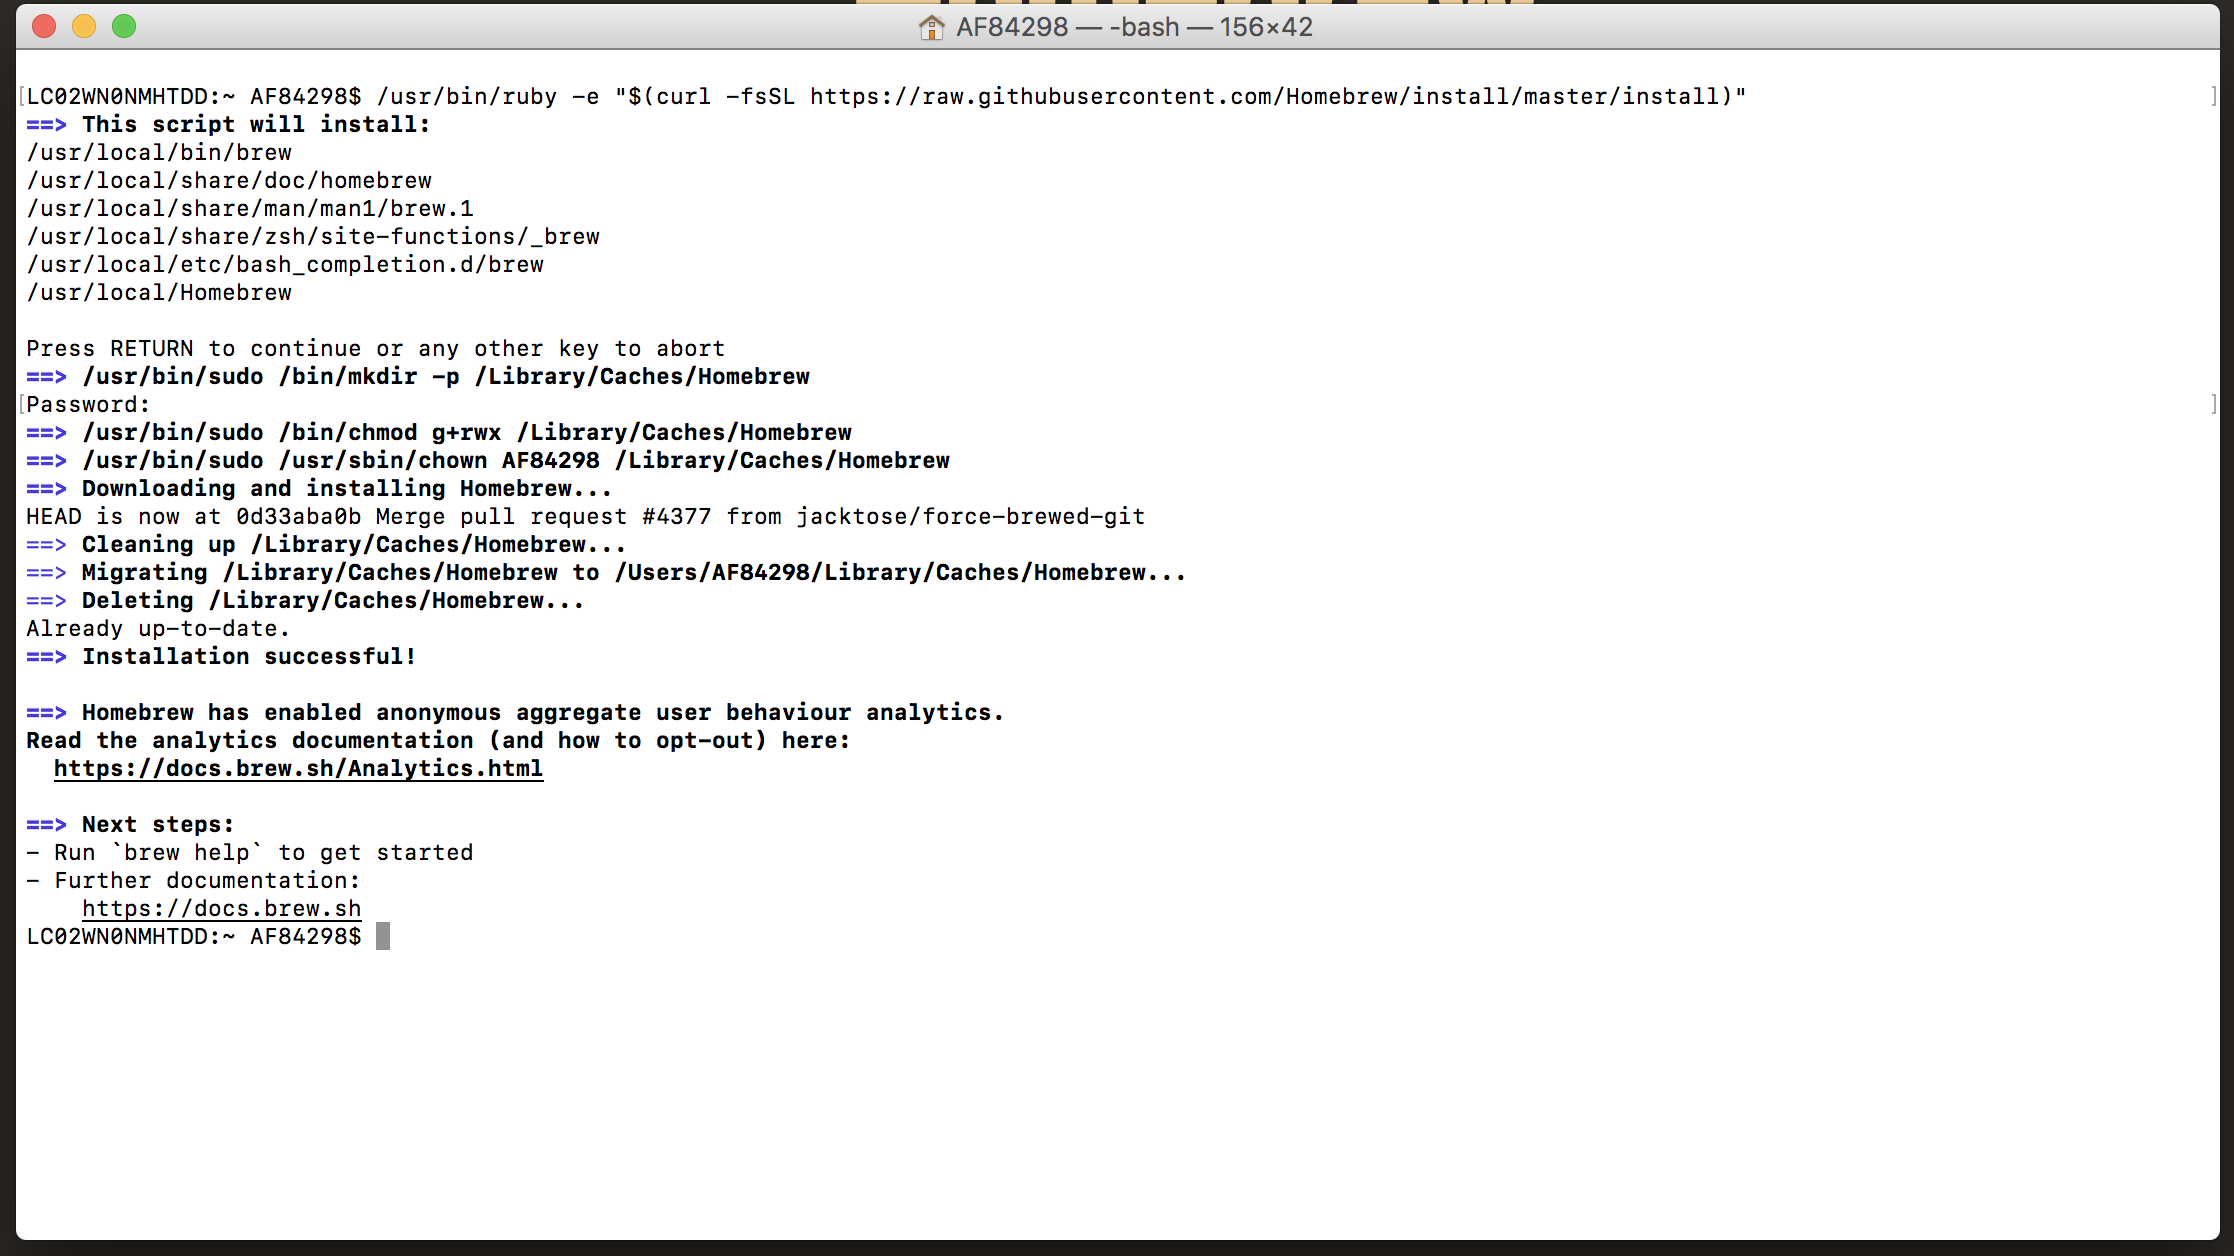 AF84298 — -bash — 156×42
LC02WN0NMHTDD:~ AF84298$ /usr/bin/ruby -e "$(curl -fsSL https://raw.githubusercontent.com/Homebrew/install/master/install)"
==> This script will install:
/usr/local/bin/brew
/usr/local/share/doc/homebrew
/usr/local/share/man/man1/brew.1
/usr/local/share/zsh/site-functions/_brew
/usr/local/etc/bash_completion.d/brew
/usr/local/Homebrew
Press RETURN to continue or any other key to abort
==> /usr/bin/sudo /bin/mkdir -p /Library/Caches/Homebrew
Password:
==> /usr/bin/sudo /bin/chmod g+rwx /Library/Caches/Homebrew
==> /usr/bin/sudo /usr/sbin/chown AF84298 /Library/Caches/Homebrew
==> Downloading and installing Homebrew...
HEAD is now at 0d33aba0b Merge pull request #4377 from jacktose/force-brewed-git
==> Cleaning up /Library/Caches/Homebrew...
==> Migrating /Library/Caches/Homebrew to /Users/AF84298/Library/Caches/Homebrew...
==> Deleting /Library/Caches/Homebrew...
Already up-to-date.
==> Installation successful!
==> Homebrew has enabled anonymous aggregate user behaviour analytics.
Read the analytics documentation (and how to opt-out) here:
https://docs.brew.sh/Analytics.html
==> Next steps:
- Run `brew help` to get started
- Further documentation:
https://docs.brew.sh
LC02WN0NMHTDD:~ AF84298$